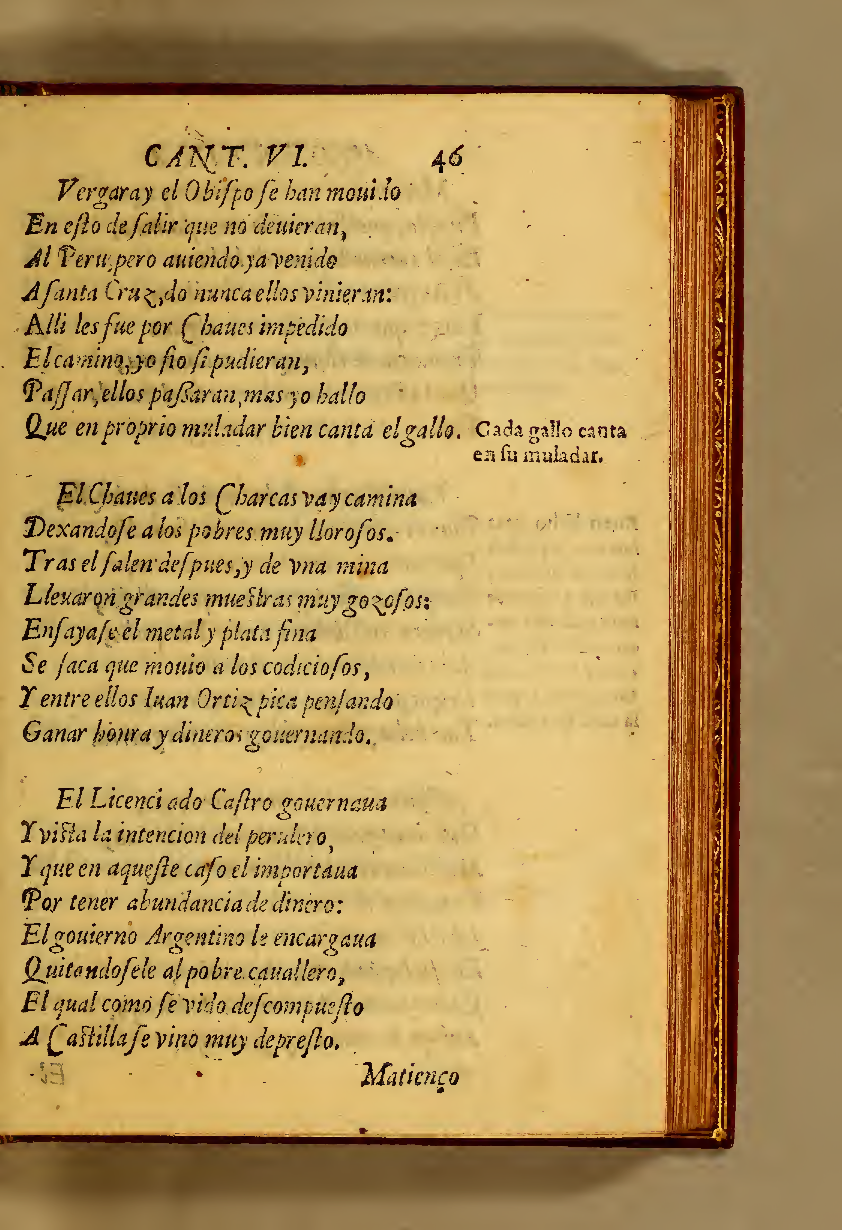 CANT. VI. 46
Vergara y el Obiſpo ſe han mouido
En eſto de ſalir que no deuieran,
Al Peru, pero auiendo ya venido
A ſanta Cruz, do nunca ellos vinieran:
Alli les fue por Chaues impedido
El camino, yo fio ſi pudieran,
Paſſar, ellos paſſaran, mas yo hallo
Que en proprio muladar bien canta el gallo.
Cada gallo canta
en ſu muladar.
El Chaues a los Charcas va y camina
Dexandoſe a los pobres muy lloroſos.
Tras el ſalen deſpues, y de vna mina
Lleuaron grandes mueſtras muy gozoſos:
Enſayaſe el metal y plata fina
Se ſaca que mouio a los codicioſos,
Y entre ellos Iuan Ortiz pica penſando
Ganar honra y dineros gouernando.
El Licenciado Caſtro gouernaua
Y viſta la intencion del perulero,
Y que en aqueſte caſo el importaua
Por tener abundancia de dinero:
El gouierno Argentino le encargaua
Quitandoſele al pobre cauallero,
El qual como ſe vido deſcompueſto
A Caſtilla ſe vino muy depreſto.
Matienço